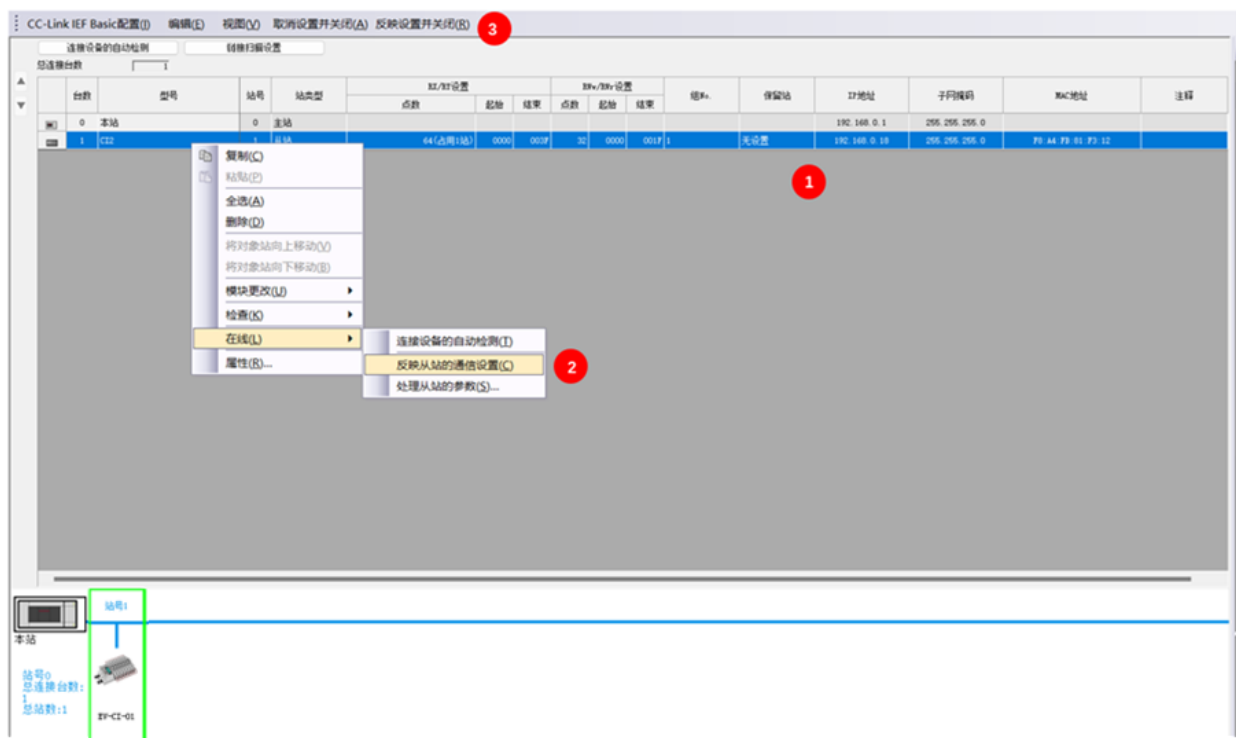 CC-Link IEF Basic配置(I) 编辑(E) 视图(V) 取消设置并关闭(A) 反映设置并关闭(R)
3
连接设备的自动检测 链接扫描设置
总连接台数 1
台数 型号 站号 站类型 RX/RY设置 RWw/RWr设置 组No. 保留站 IP地址 子网掩码 MAC地址 注释
点数 起始 结束 点数 起始 结束
0 本站 0 主站 192.168.0.1 255.255.255.0
1 CI2 1 从站 64(占用1站) 0000 003F 32 0000 001F 1 无设置 192.168.0.10 255.255.255.0
1
复制(C)
粘贴(P)
全选(A)
删除(D)
将对象站向上移动(V)
将对象站向下移动(B)
模块更改(U)
检查(K)
在线(L)
属性(R)...
连接设备的自动检测(T)
反映从站的通信设置(C)
2
处理从站的参数(S)...
站号1
本站
站号0
总连接台数:
1
总站数:1